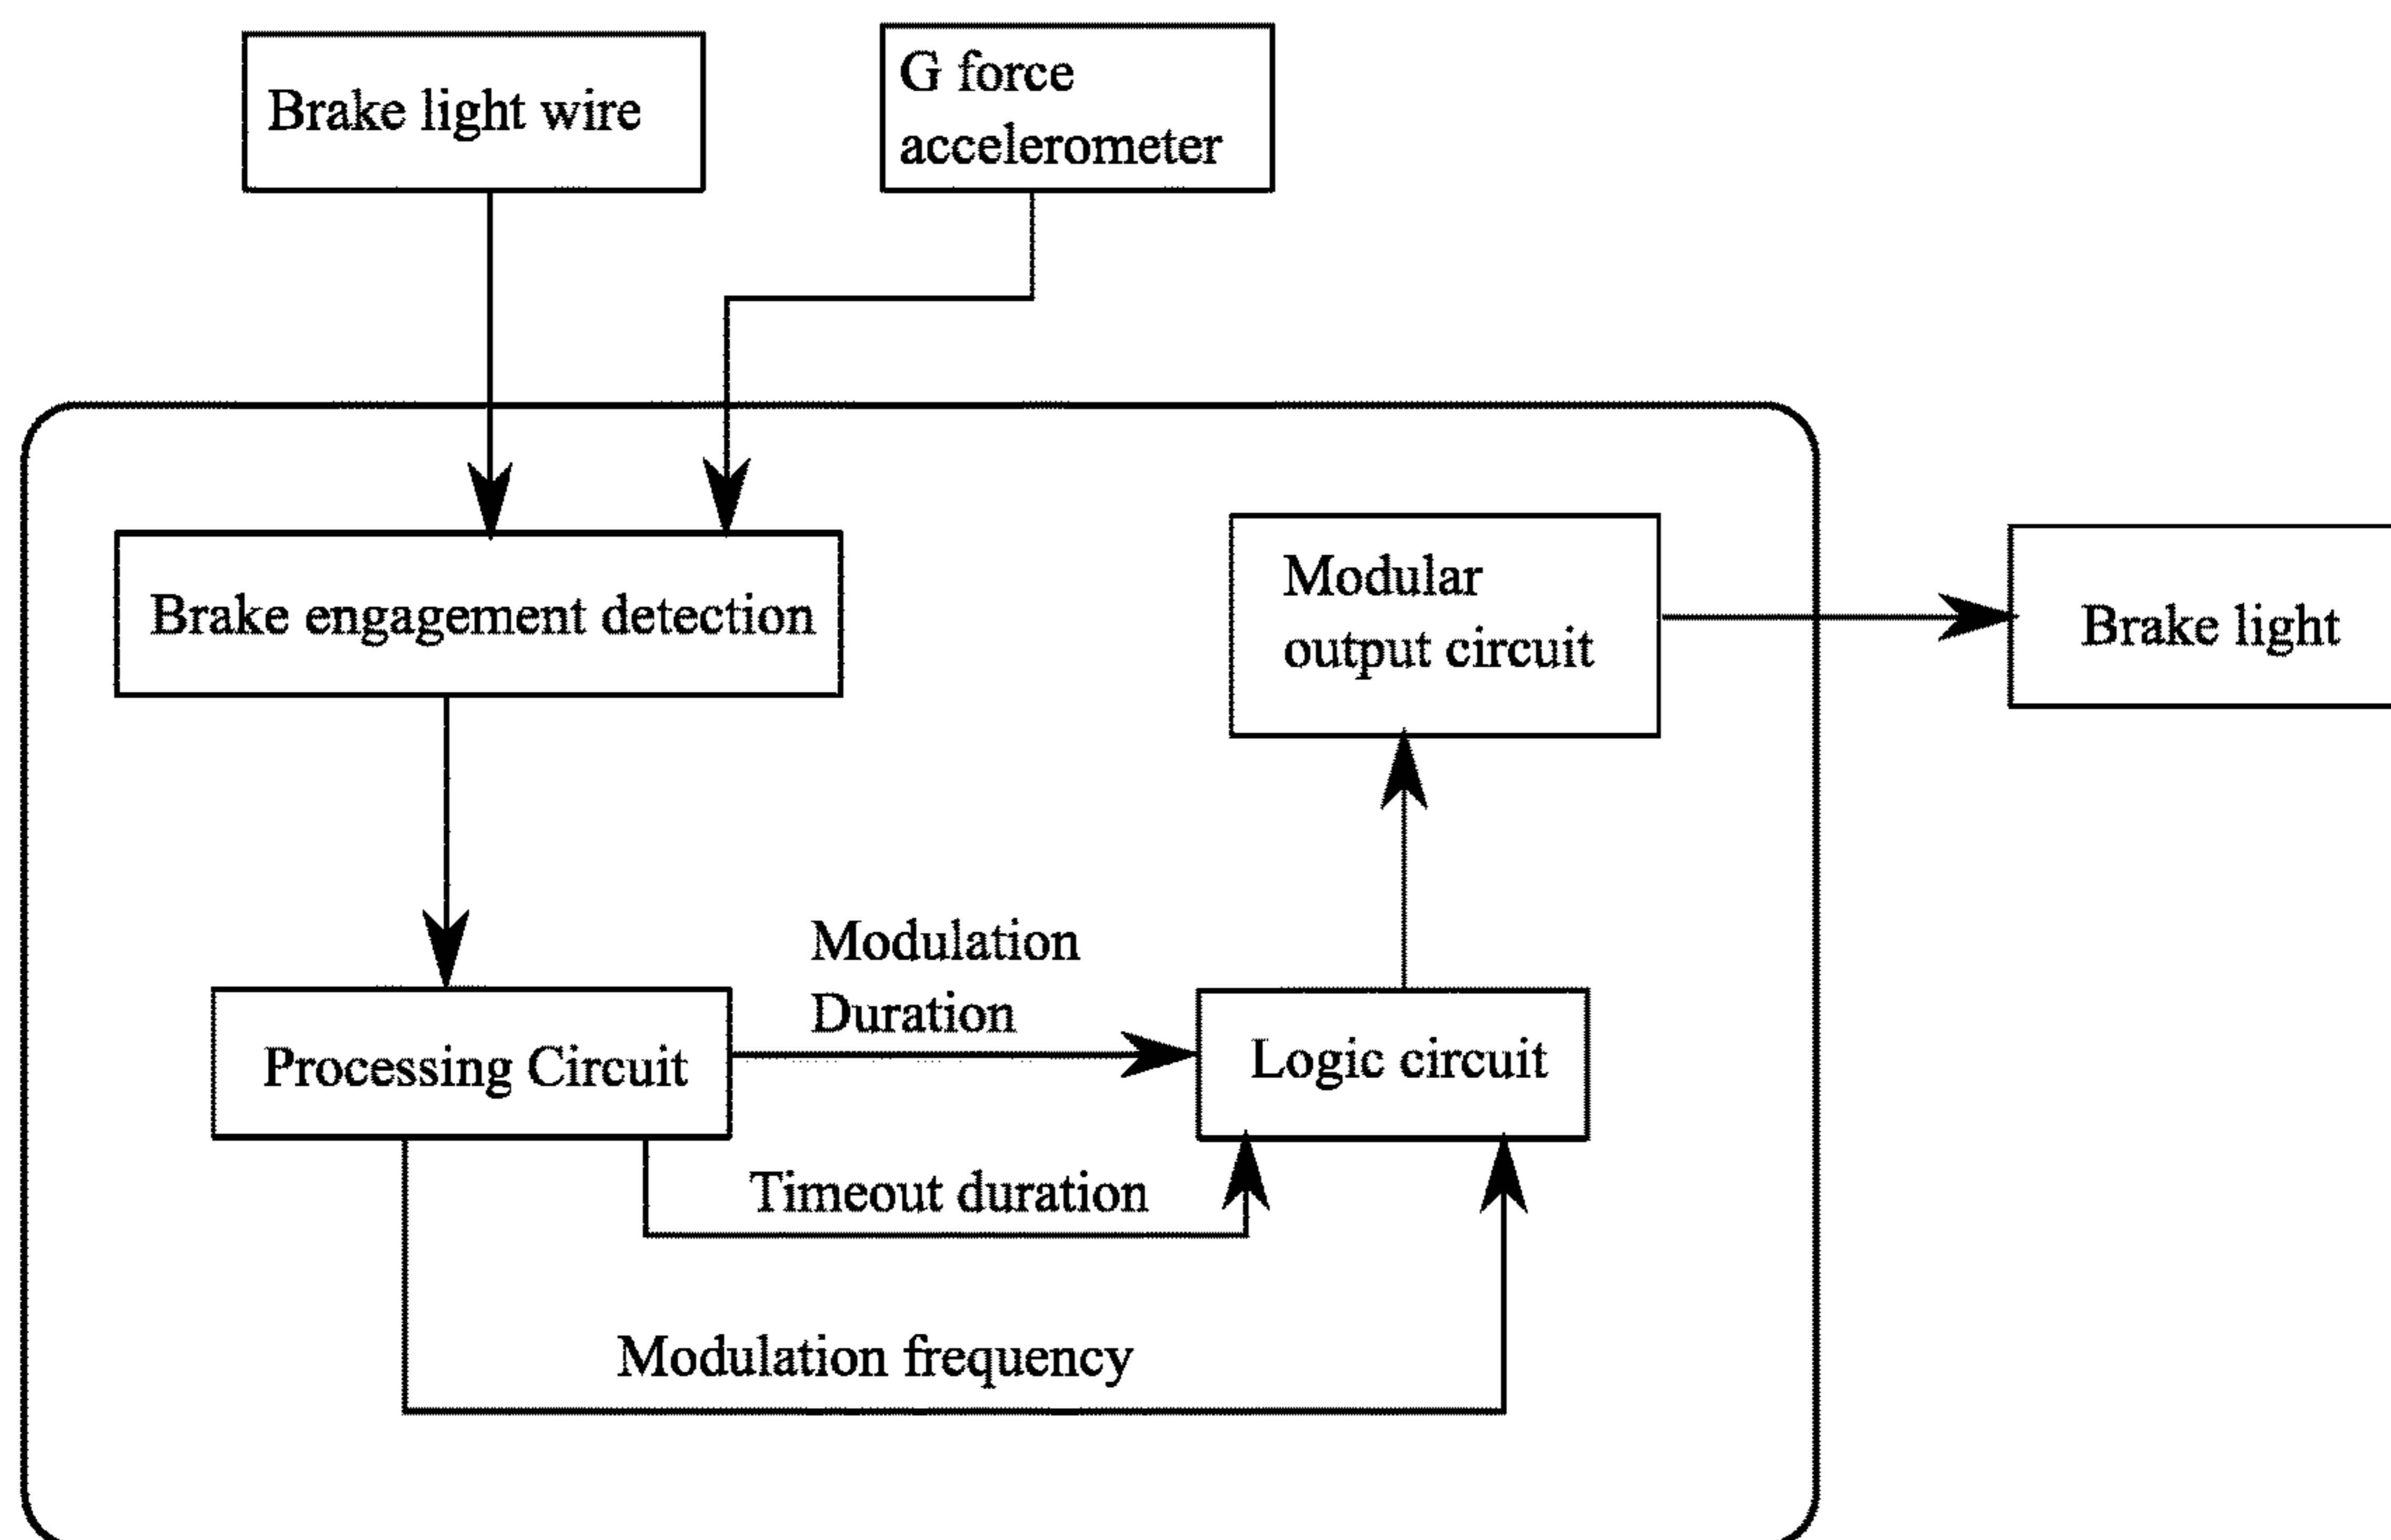 Brake light wire
G force
accelerometer
Brake engagement detection
Modular
output circuit
Brake light
Modulation
Duration
Processing Circuit
Logic circuit
Timeout duration
Modulation frequency